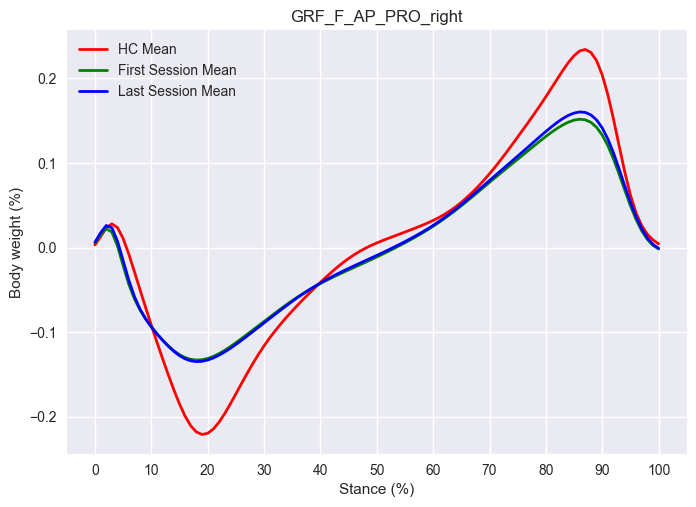 GRF_F_AP_PRO_right
HC Mean
First Session Mean
Last Session Mean
Body weight (%)
0.2
0.1
0.0
−0.1
−0.2
0 10 20 30 40 50 60 70 80 90 100
Stance (%)